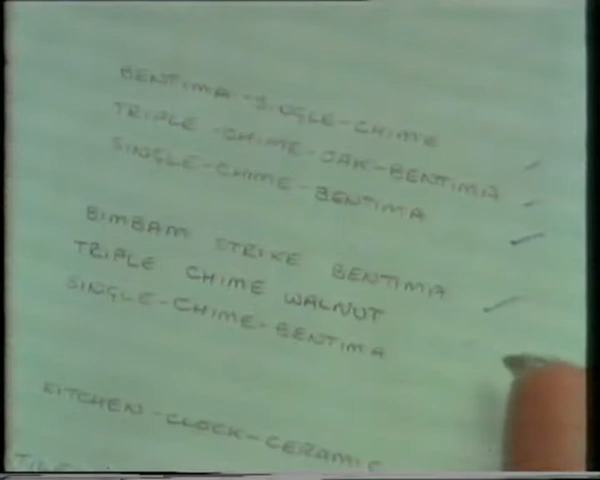 BENTIMA-SINGLE-CHIME
TRIPLE-CHIME-OAK-BENTIMA
SINGLE-CHIME-BENTIMA
BIMBAM STRIKE BENTIMA
TRIPLE CHIME WALNUT
SINGLE-CHIME-BENTIMA
KITCHEN-CLOCK-CERAMIC